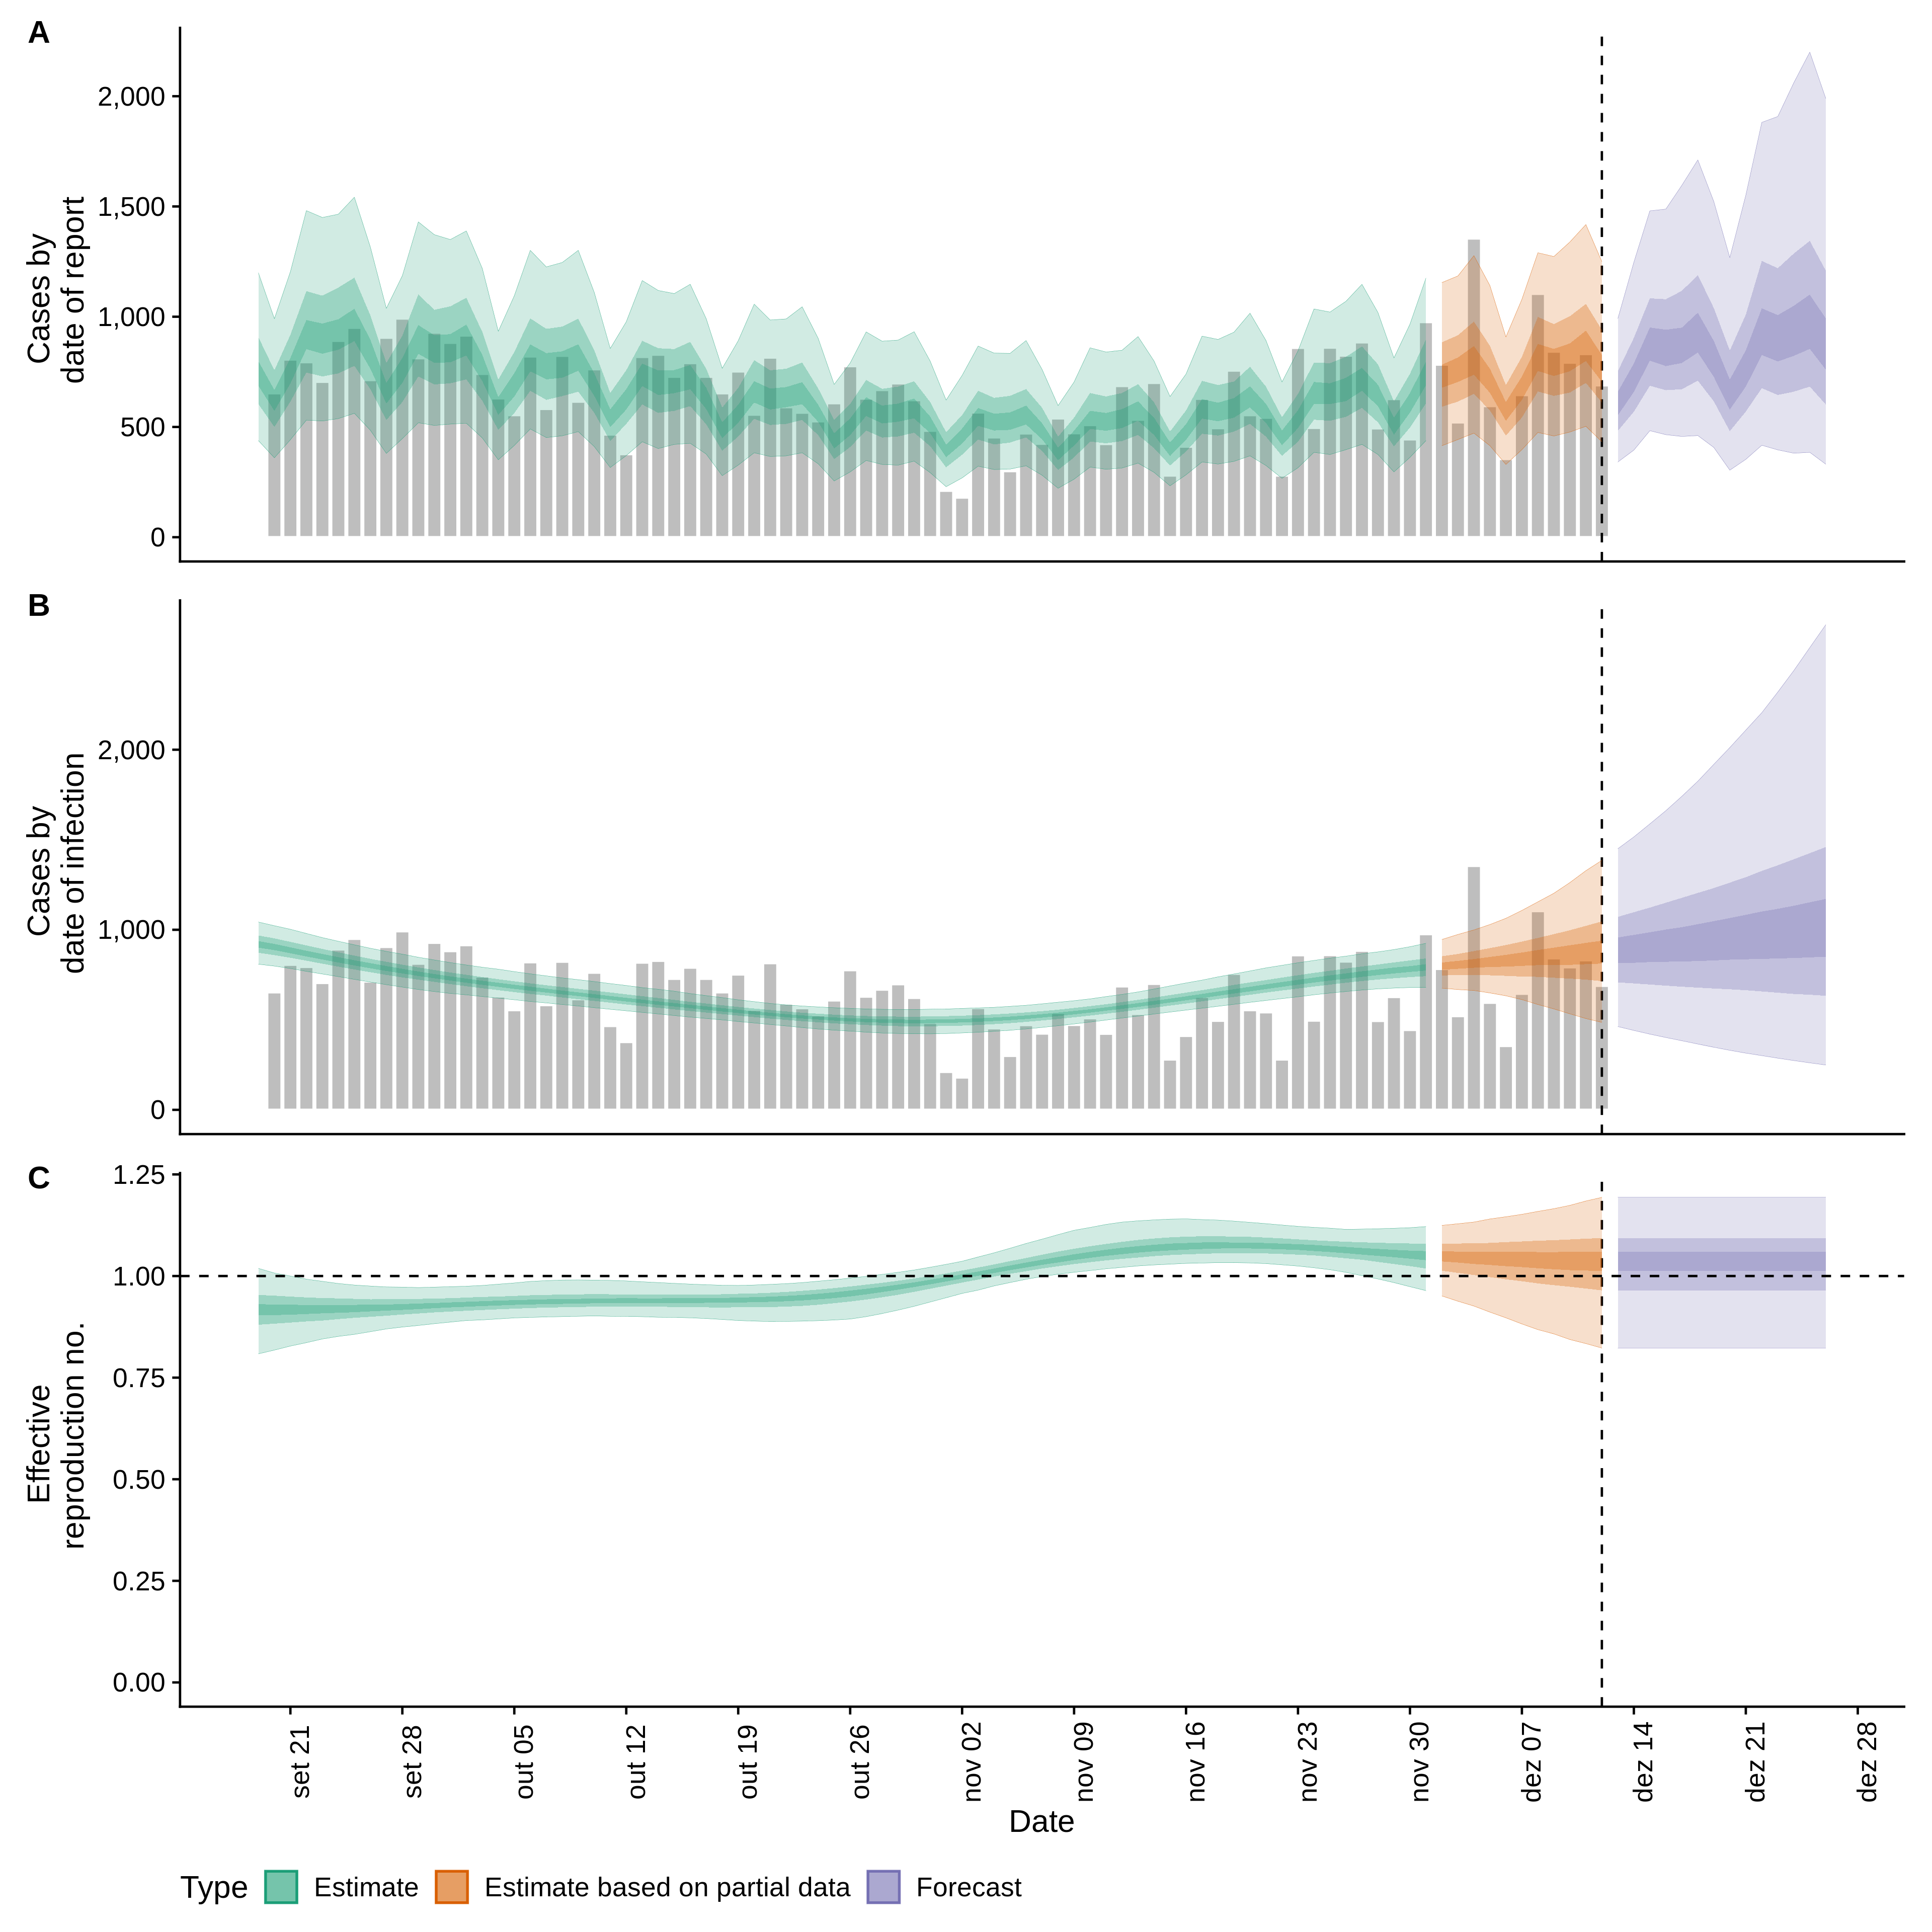 A
Cases by
date of report
2,000
1,500
1,000
500
0
B
Cases by
date of infection
2,000
1,000
0
C
Effective
reproduction no.
1.25
1.00
0.75
0.50
0.25
0.00
set 21
set 28
out 05
out 12
out 19
out 26
nov 02
nov 09
nov 16
nov 23
nov 30
dez 07
dez 14
dez 21
dez 28
Date
Type Estimate Estimate based on partial data Forecast